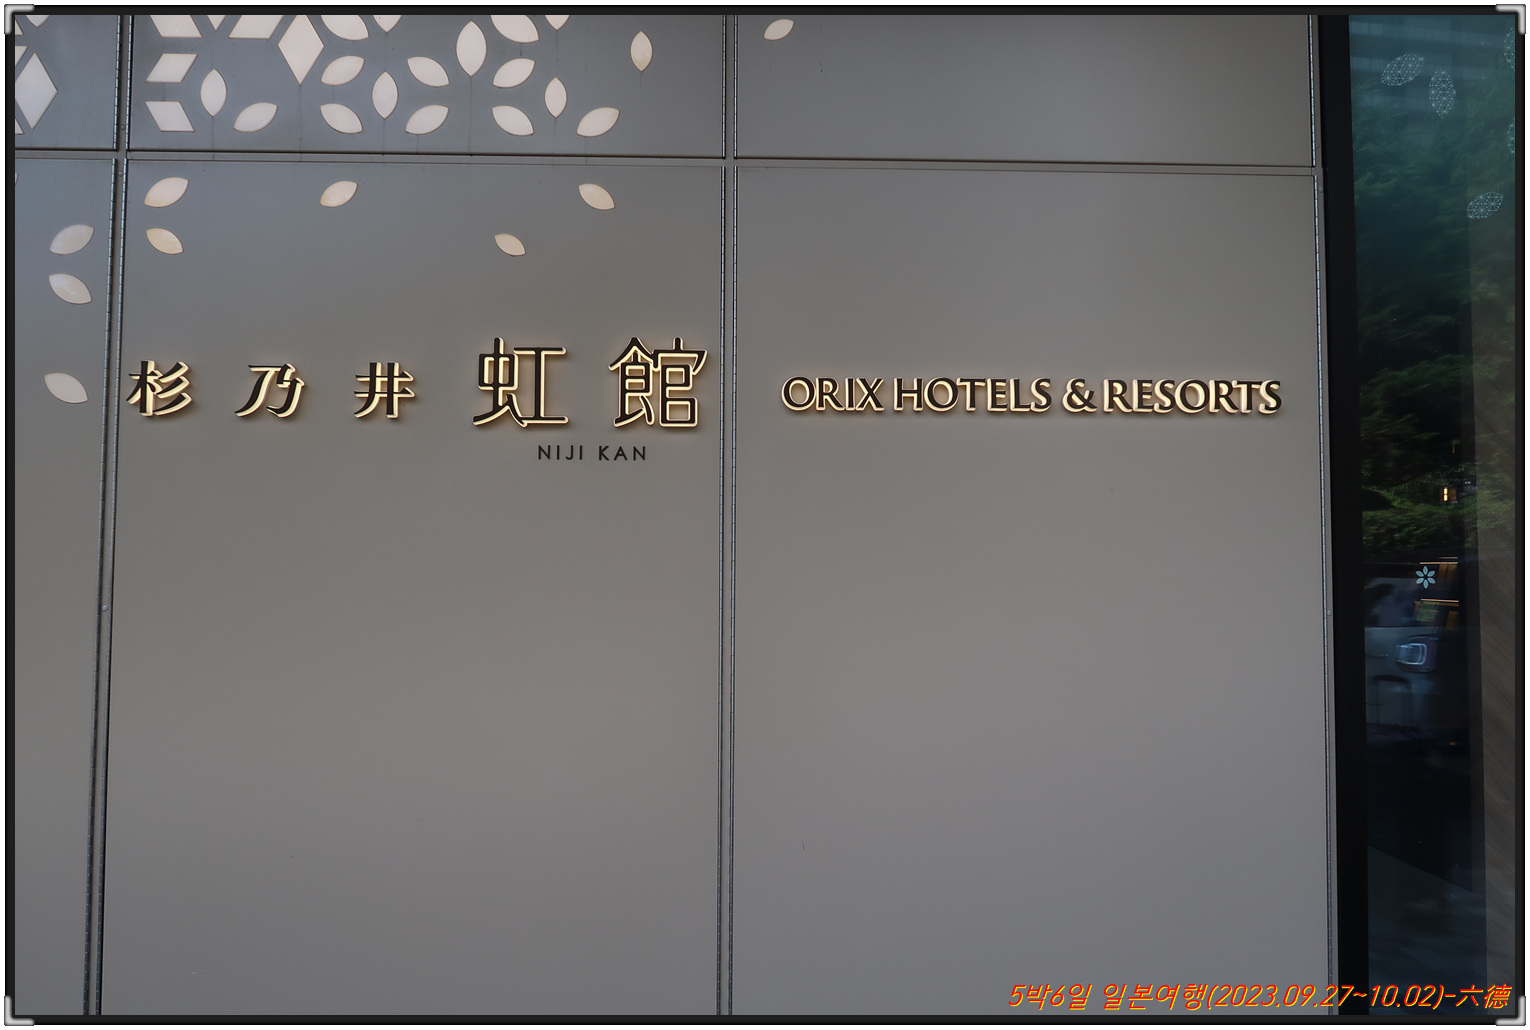 杉乃井 虹館
NIJI KAN
ORIX HOTELS & RESORTS
5박6일 일본여행(2023.09.27~10.02)-六德